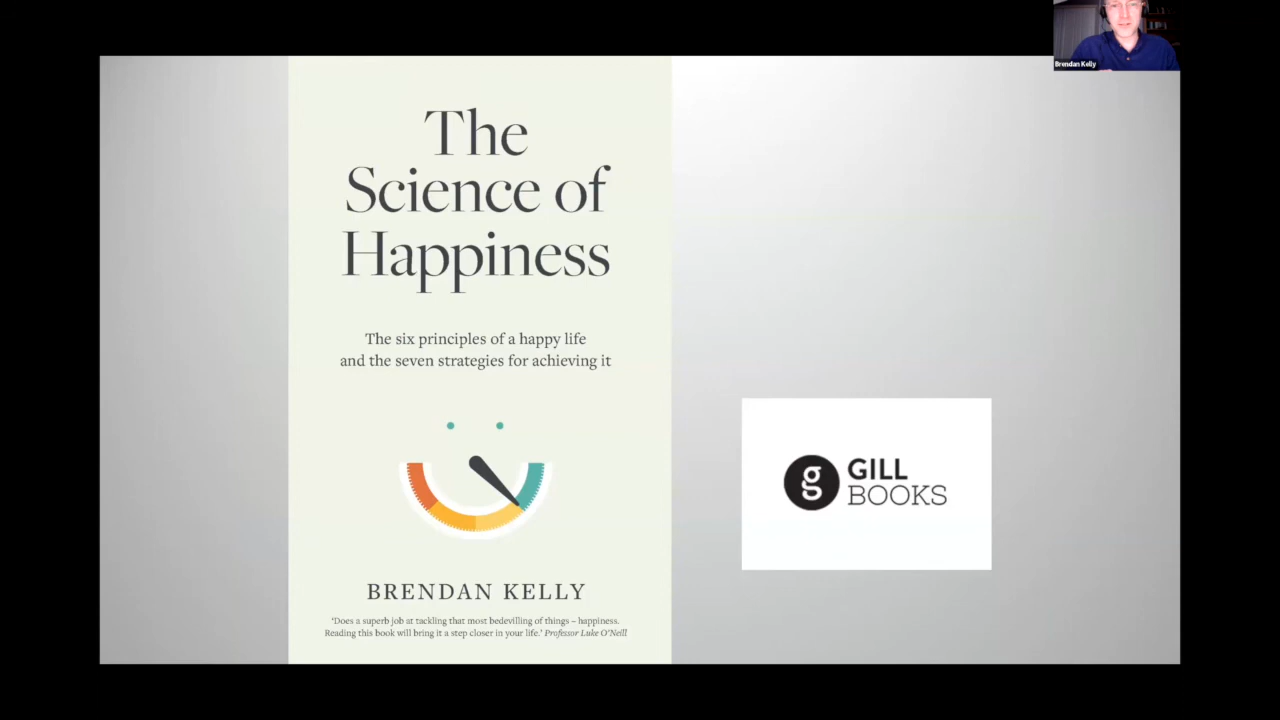 Brendan Kelly
The
Science of
Happiness
The six principles of a happy life
and the seven strategies for achieving it
BRENDAN KELLY
‘Does a superb job at tackling that most bedevilling of things – happiness.
Reading this book will bring it a step closer in your life.’ Professor Luke O’Neill
g
GILL
BOOKS